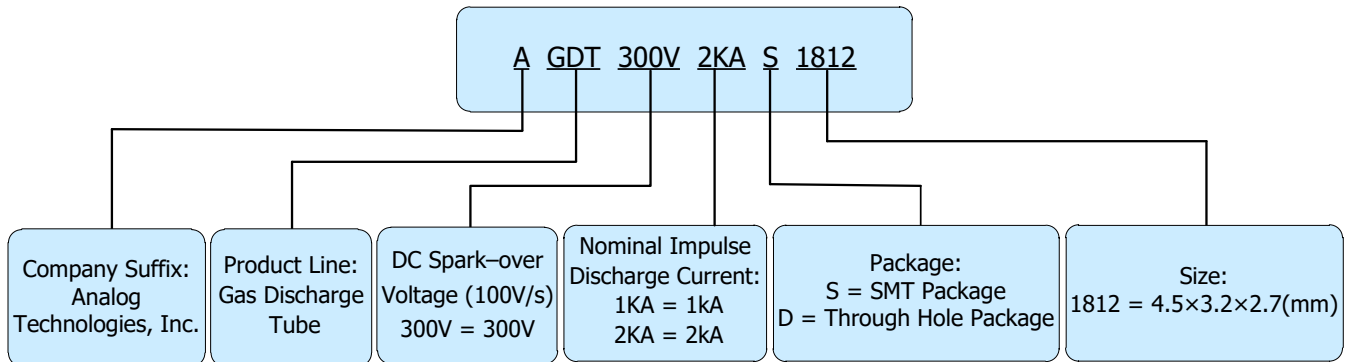 A GDT 300V 2KA S 1812
Company Suffix:
Analog
Technologies, Inc.
Product Line:
Gas Discharge
Tube
DC Spark–over
Voltage (100V/s)
300V = 300V
Nominal Impulse
Discharge Current:
1KA = 1kA
2KA = 2kA
Package:
S = SMT Package
D = Through Hole Package
Size:
1812 = 4.5×3.2×2.7(mm)